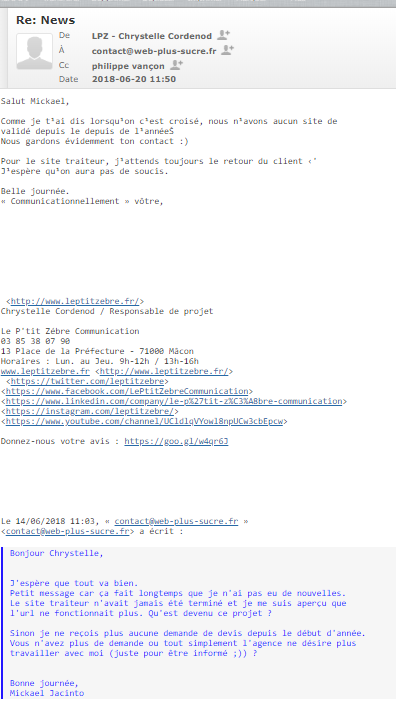 Re: News
De LPZ - Chrystelle Cordenod
À contact@web-plus-sucre.fr
Cc philippe vançon
Date 2018-06-20 11:50
Salut Mickael,
Comme je t¹ai dis lorsqu¹on c¹est croisé, nous n¹avons aucun site de
validé depuis le depuis de l¹annéeŠ
Nous gardons évidemment ton contact :)
Pour le site traiteur, j¹attends toujours le retour du client ‹˚
J¹espère qu¹on aura pas de soucis.
Belle journée.
« Communicationnellement » vôtre,
<http://www.leptitzebre.fr/>
Chrystelle Cordenod / Responsable de projet
Le P'tit Zèbre Communication
03 85 38 07 90
13 Place de la Préfecture - 71000 Mâcon
Horaires : Lun. au Jeu. 9h-12h / 13h-16h
www.leptitzebre.fr <http://www.leptitzebre.fr/>
<https://twitter.com/leptitzebre>
<https://www.facebook.com/LePtitZebreCommunication>
<https://www.linkedin.com/company/le-p%27tit-z%C3%A8bre-communication>
<https://instagram.com/leptitzebre/>
<https://www.youtube.com/channel/UCldlqVYowl8npUCw3cbEpcw>
Donnez-nous votre avis : https://goo.gl/w4qr6J
Le 14/06/2018 11:03, « contact@web-plus-sucre.fr »
<contact@web-plus-sucre.fr> a écrit :
Bonjour Chrystelle,
J'espère que tout va bien.
Petit message car ça fait longtemps que je n'ai pas eu de nouvelles.
Le site traiteur n'avait jamais été terminé et je me suis aperçu que
l'url ne fonctionnait plus. Qu'est devenu ce projet ?
Sinon je ne reçois plus aucune demande de devis depuis le début d'année.
Vous n'avez plus de demande ou tout simplement l'agence ne désire plus
travailler avec moi (juste pour être informé ;)) ?
Bonne journée,
Mickael Jacinto